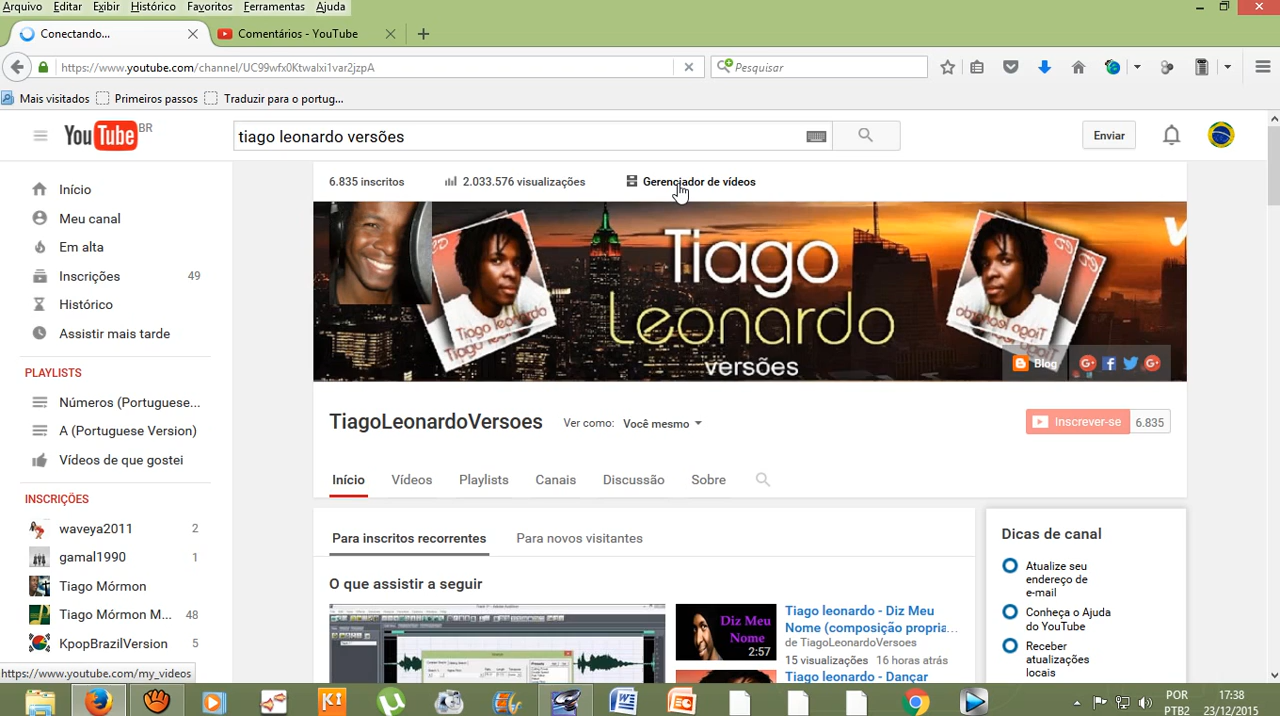 Arquivo Editar Exibir Histórico Favoritos Ferramentas Ajuda
Conectando...
Comentários - YouTube
https://www.youtube.com/channel/UC99wfx0Ktwalxi1var2jzpA
Pesquisar
Mais visitados Primeiros passos Traduzir para o portug...
YouTube BR
tiago leonardo versões
Enviar
6.835 inscritos 2.033.576 visualizações Gerenciador de vídeos
Início
Meu canal
Em alta
Inscrições 49
Histórico
Assistir mais tarde
PLAYLISTS
Números (Portuguese...
A (Portuguese Version)
Vídeos de que gostei
INSCRIÇÕES
waveya2011 2
gamal1990 1
Tiago Mórmon
Tiago Mórmon M... 48
KpopBrazilVersion 5
Tiago
Leonardo
versões
Tiago leonardo
Tiago leonardo
Blog
TiagoLeonardoVersoes Ver como: Você mesmo
Inscrever-se 6.835
Início Vídeos Playlists Canais Discussão Sobre
Para inscritos recorrentes Para novos visitantes
O que assistir a seguir
Diz Meu
Nome
2:57
Tiago leonardo - Diz Meu
Nome (composição propria...
de TiagoLeonardoVersoes
15 visualizações 16 horas atrás
Tiago leonardo - Dançar
Dicas de canal
Atualize seu
endereço de
e-mail
Conheça o Ajuda
do YouTube
Receber
atualizações
locais
https://www.youtube.com/my_videos
POR
PTB2
17:38
23/12/2015